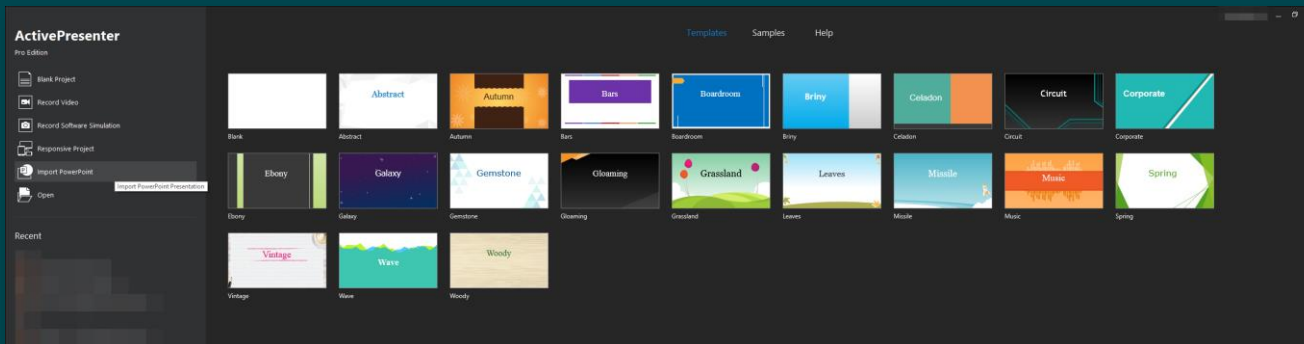 ActivePresenter
Pro Edition
Blank Project
Record Video
Record Software Simulation
Responsive Project
Import PowerPoint
Import PowerPoint Presentation
Open
Recent
Templates Samples Help
Abstract Autumn Bars Boardroom Briny Celadon Circuit Corporate
Blank Abstract Autumn Bars Boardroom Briny Celadon Circuit Corporate
Ebony Galaxy Gemstone Gloaming Grassland Leaves Missile Music Spring
Ebony Galaxy Gemstone Gloaming Grassland Leaves Missile Music Spring
Vintage Wave Woody
Vintage Wave Woody